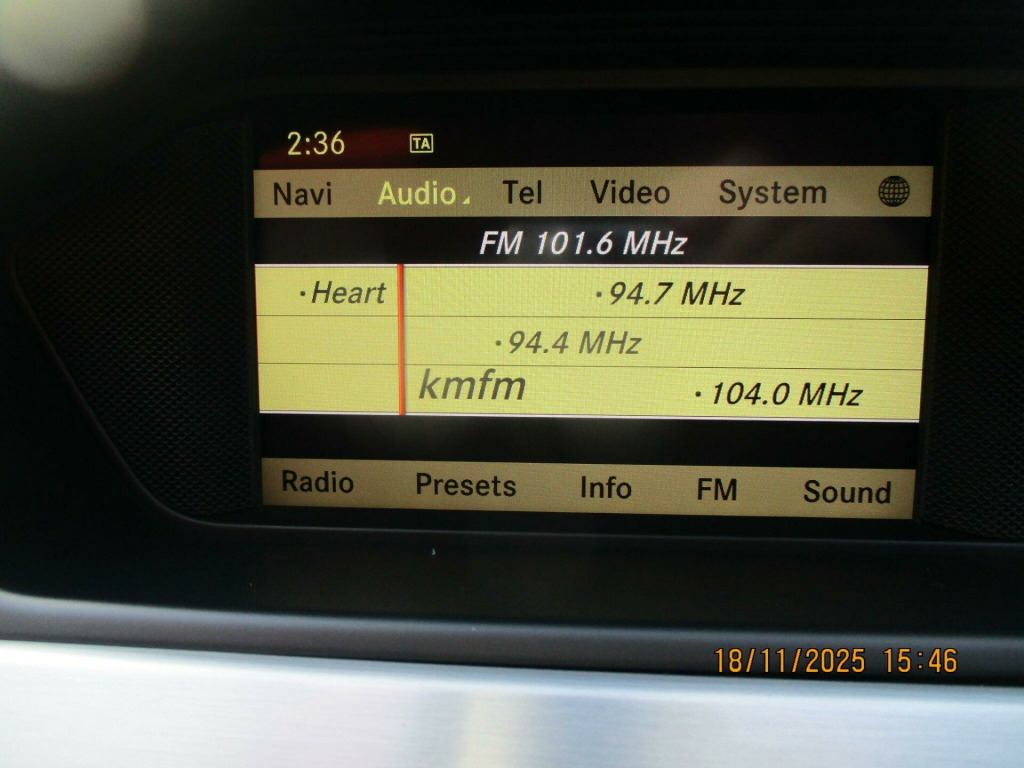 2:36 TA
Navi Audio Tel Video System
FM 101.6 MHz
·Heart ·94.7 MHz
·94.4 MHz
kmfm ·104.0 MHz
Radio Presets Info FM Sound
18/11/2025 15:46